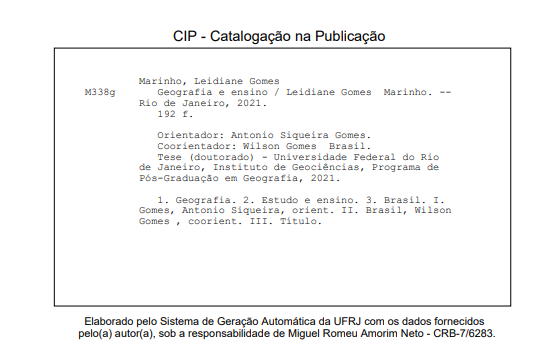 CIP - Catalogação na Publicação
Marinho, Leidiane Gomes
M338g Geografia e ensino / Leidiane Gomes Marinho. --
Rio de Janeiro, 2021.
192 f.
Orientador: Antonio Siqueira Gomes.
Coorientador: Wilson Gomes Brasil.
Tese (doutorado) - Universidade Federal do Rio
de Janeiro, Instituto de Geociências, Programa de
Pós-Graduação em Geografia, 2021.
1. Geografia. 2. Estudo e ensino. 3. Brasil. I.
Gomes, Antonio Siqueira, orient. II. Brasil, Wilson
Gomes , coorient. III. Título.
Elaborado pelo Sistema de Geração Automática da UFRJ com os dados fornecidos
pelo(a) autor(a), sob a responsabilidade de Miguel Romeu Amorim Neto - CRB-7/6283.